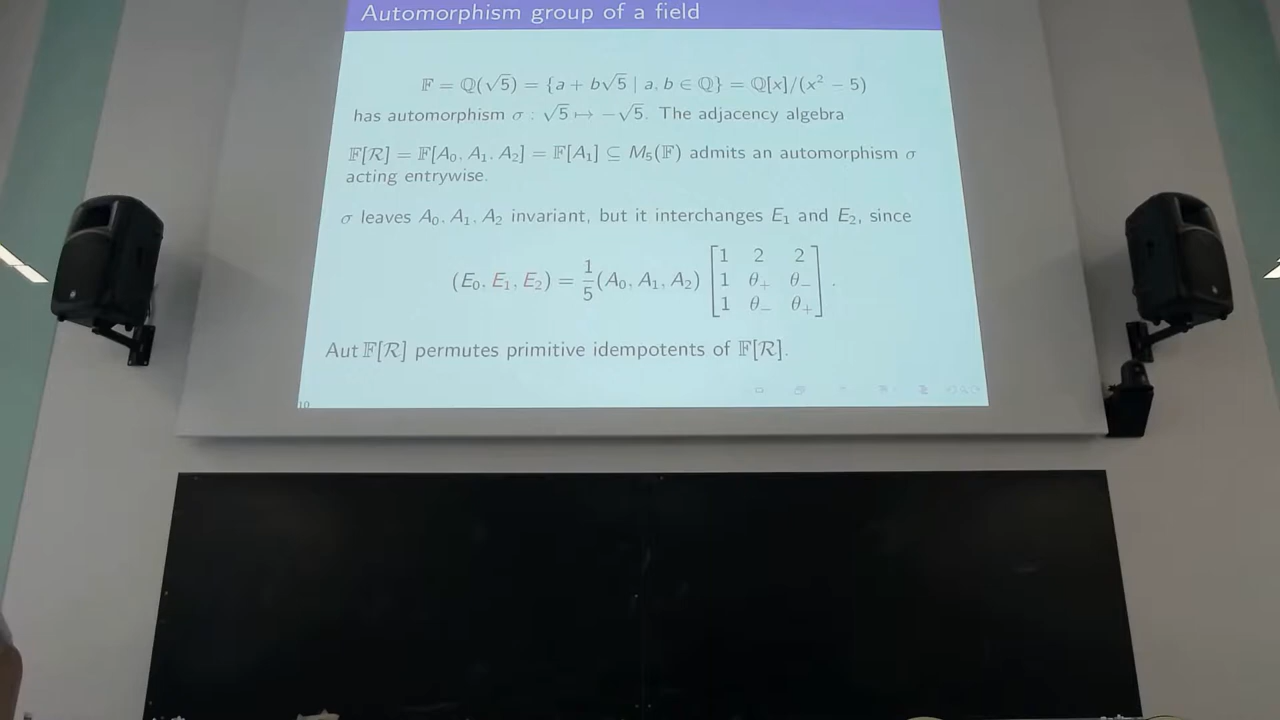 Automorphism group of a field
𝔽 = ℚ(√5) = {a + b√5 | a, b ∈ ℚ} = ℚ[x]/(x² − 5)
has automorphism σ : √5 ↦ −√5. The adjacency algebra
𝔽[ℛ] = 𝔽[A₀, A₁, A₂] = 𝔽[A₁] ⊆ M₅(𝔽) admits an automorphism σ
acting entrywise.
σ leaves A₀, A₁, A₂ invariant, but it interchanges E₁ and E₂, since
(E₀, E₁, E₂) = 1/5 (A₀, A₁, A₂) [1 2 2
1 θ₊ θ₋
1 θ₋ θ₊] .
Aut 𝔽[ℛ] permutes primitive idempotents of 𝔽[ℛ].
10